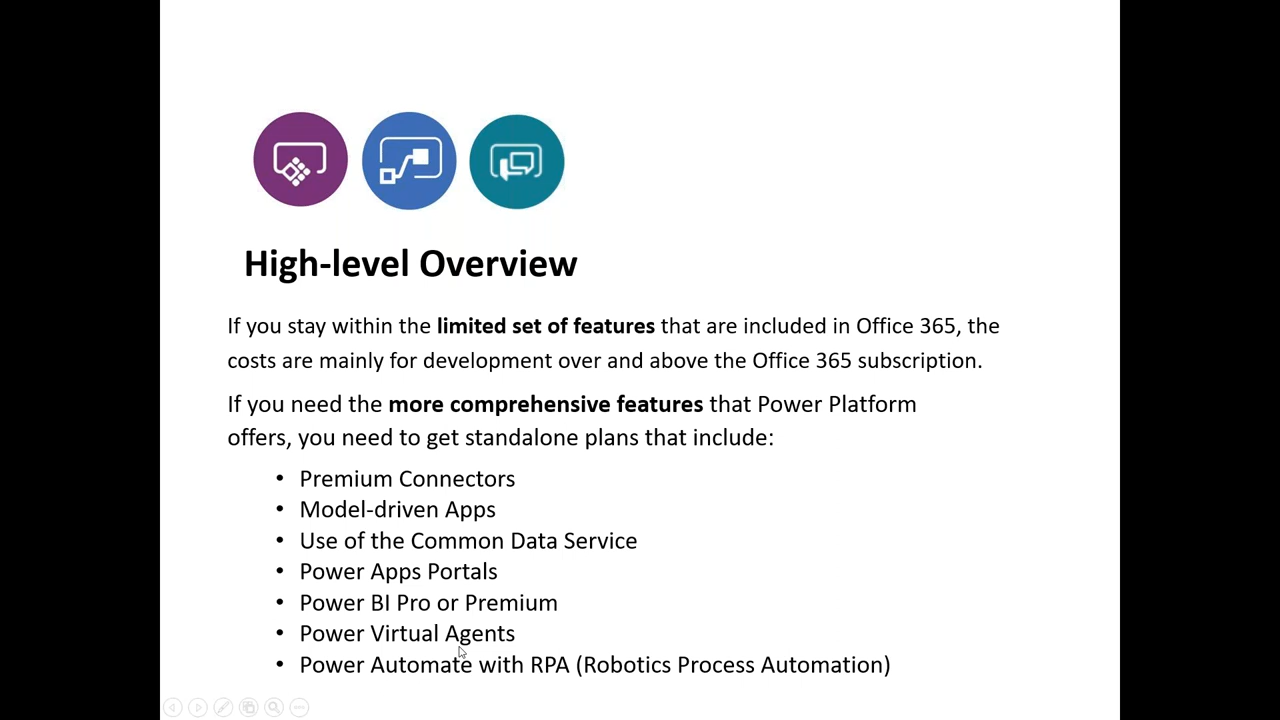 High-level Overview
If you stay within the limited set of features that are included in Office 365, the
costs are mainly for development over and above the Office 365 subscription.
If you need the more comprehensive features that Power Platform
offers, you need to get standalone plans that include:
• Premium Connectors
• Model-driven Apps
• Use of the Common Data Service
• Power Apps Portals
• Power BI Pro or Premium
• Power Virtual Agents
• Power Automate with RPA (Robotics Process Automation)